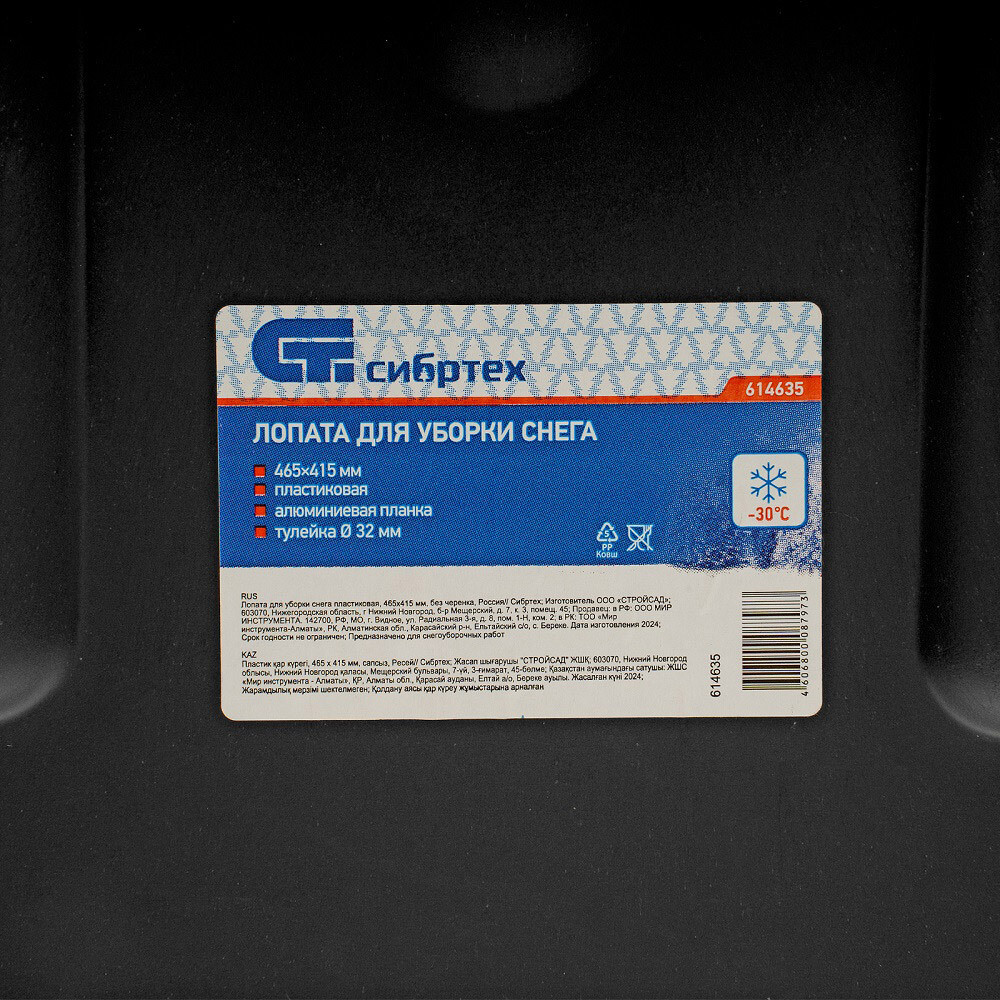 СТ
сибртех
614635
ЛОПАТА ДЛЯ УБОРКИ СНЕГА
465×415 мм
пластиковая
алюминиевая планка
тулейка Ø 32 мм
-30°C
5
PP
Ковш
RUS
Лопата для уборки снега пластиковая, 465х415 мм, без черенка, Россия// Сибртех; Изготовитель ООО «СТРОЙСАД»;
603070, Нижегородская область, г Нижний Новгород, б-р Мещерский, д. 7, к. 3, помещ. 45; Продавец: в РФ: ООО МИР
ИНСТРУМЕНТА. 142700, РФ, МО, г. Видное, ул. Радиальная 3-я, д. 8, пом. 1-Н, ком. 2, в РК: ТОО «Мир
инструмента-Алматы», РК, Алматинская обл., Карасайский р-н, Ельтайский с/о, с. Береке. Дата изготовления 2024;
Срок годности не ограничен; Предназначено для снегоуборочных работ
KAZ
Пластик қар күрегі, 465 х 415 мм, сапсыз, Ресей// Сибртех; Жасап шығарушы "СТРОЙСАД" ЖШҚ; 603070, Нижний Новгород
облысы, Нижний Новгород қаласы, Мещерский бульвары, 7-үй, 3-ғимарат, 45-бөлме; Қазақстан аумағындағы сатушы: ЖШС
«Мир инструмента - Алматы», ҚР, Алматы обл., Қарасай ауданы, Елтай а/о, Береке ауылы. Жасалған күні 2024;
Жарамдылық мерзімі шектелмеген; Қолдану аясы қар күреу жұмыстарына арналған
614635
4606800087973